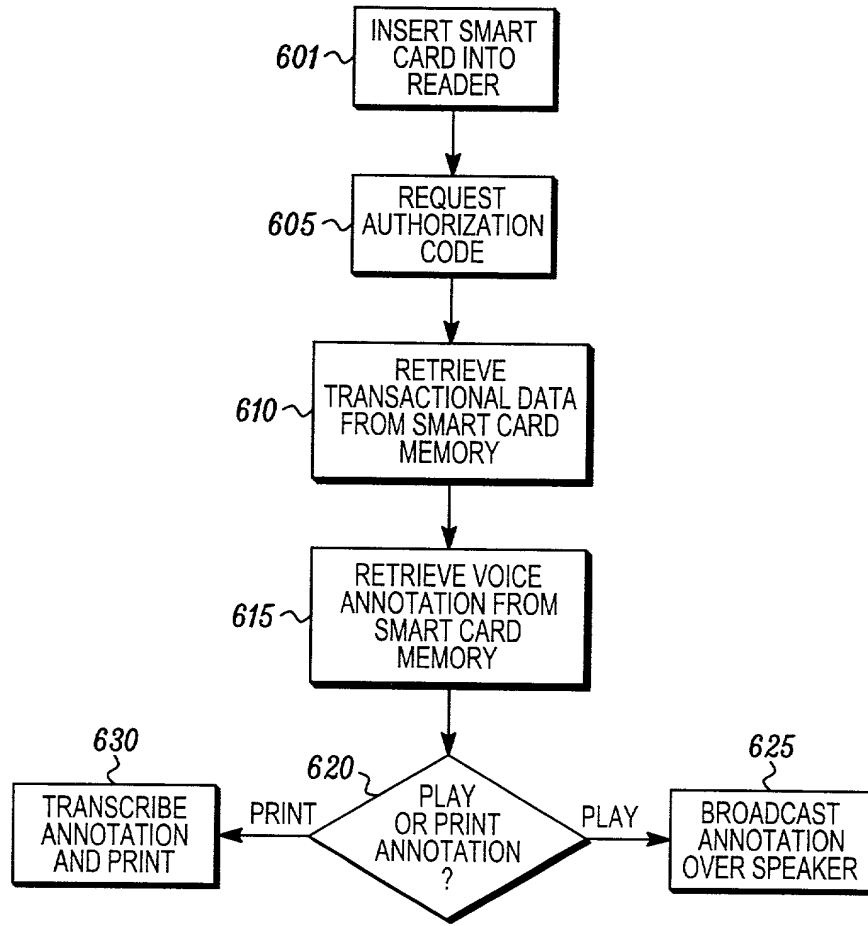 601
INSERT SMART
CARD INTO
READER
605
REQUEST
AUTHORIZATION
CODE
610
RETRIEVE
TRANSACTIONAL DATA
FROM SMART CARD
MEMORY
615
RETRIEVE VOICE
ANNOTATION FROM
SMART CARD
MEMORY
630
TRANSCRIBE
ANNOTATION
AND PRINT
PRINT
620
PLAY
OR PRINT
ANNOTATION
?
PLAY
625
BROADCAST
ANNOTATION
OVER SPEAKER